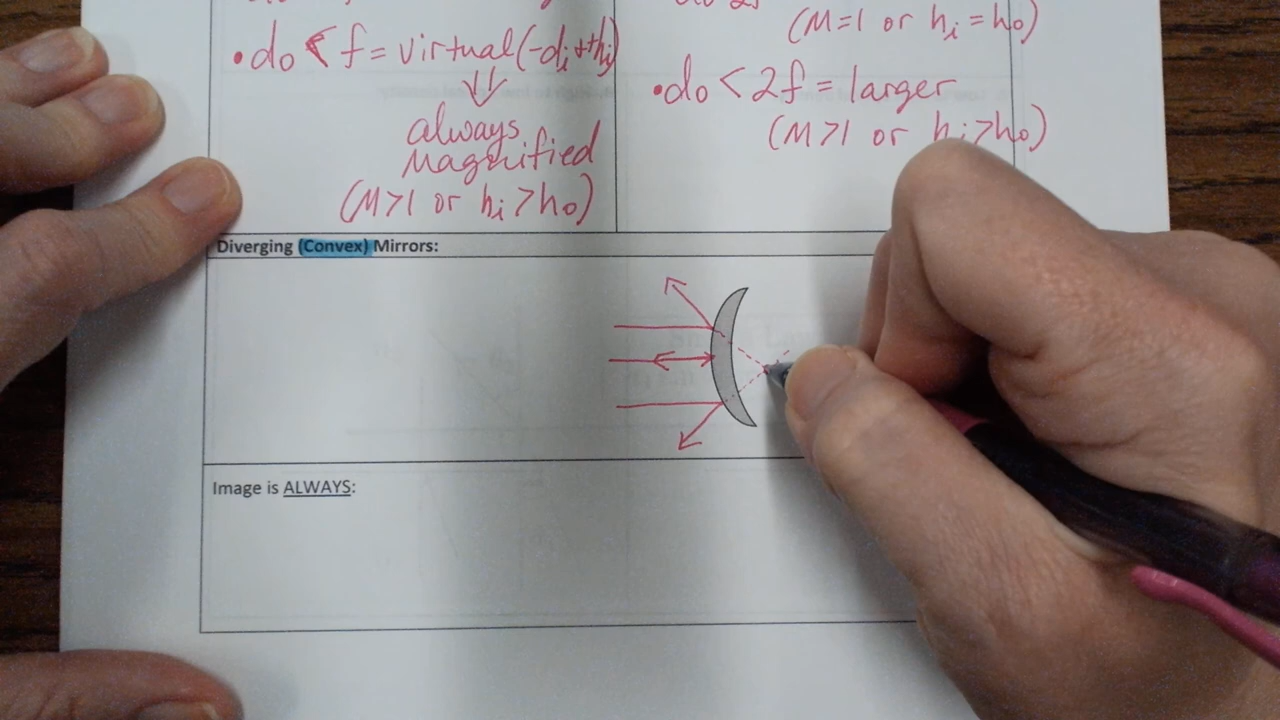 •do < f = virtual (-di + +hi)
always
magnified
(M>1 or hi >ho)
(M=1 or hi = ho)
•do < 2f = larger
(M>1 or hi>ho)
Diverging (Convex) Mirrors:
Image is ALWAYS: